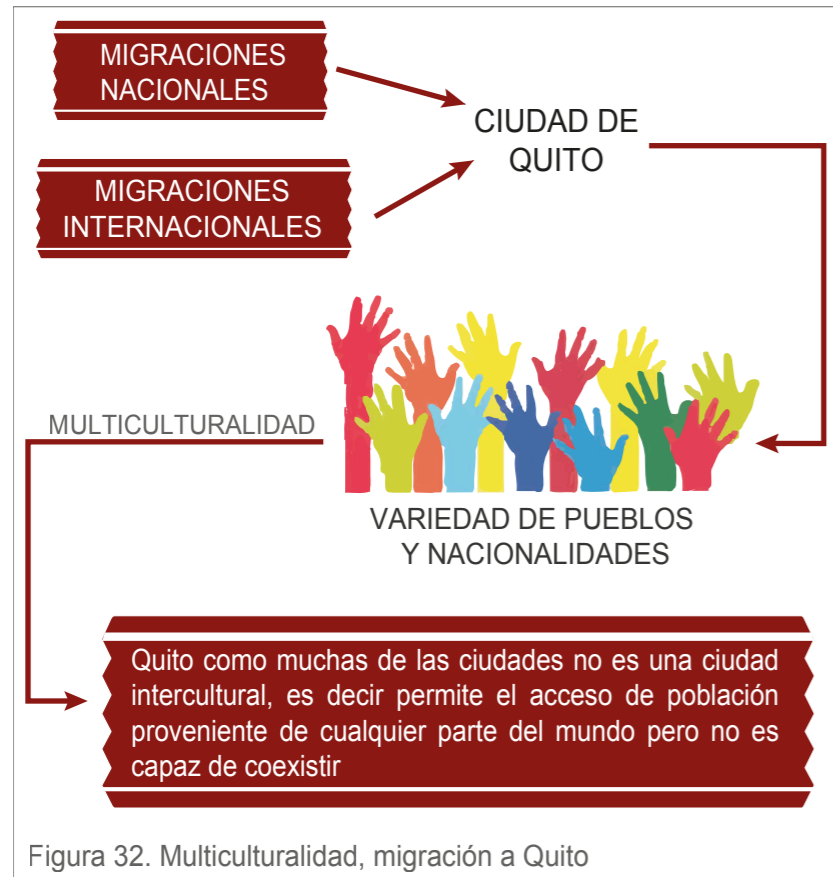 MIGRACIONES
NACIONALES
CIUDAD DE
QUITO
MIGRACIONES
INTERNACIONALES
MULTICULTURALIDAD
VARIEDAD DE PUEBLOS
Y NACIONALIDADES
Quito como muchas de las ciudades no es una ciudad
intercultural, es decir permite el acceso de población
proveniente de cualquier parte del mundo pero no es
capaz de coexistir
Figura 32. Multiculturalidad, migración a Quito